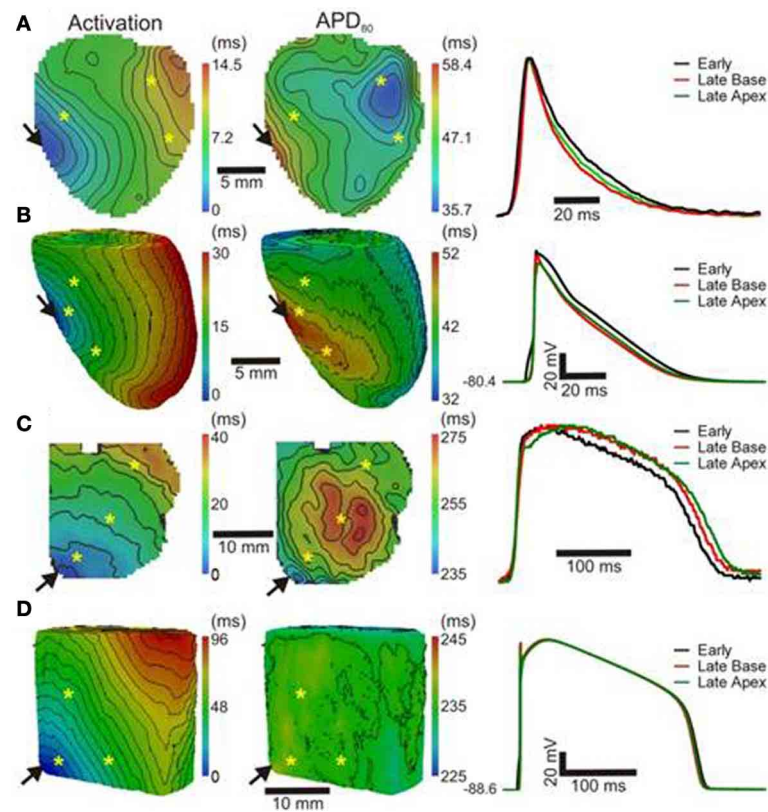 A
Activation
(ms)
14.5
7.2
0
5 mm
APD80
(ms)
58.4
47.1
35.7
Early
Late Base
Late Apex
20 ms
B
(ms)
30
15
0
5 mm
(ms)
52
42
32
Early
Late Base
Late Apex
-80.4
20 mV
20 ms
C
(ms)
40
20
0
10 mm
(ms)
275
255
235
Early
Late Base
Late Apex
100 ms
D
(ms)
96
48
0
10 mm
(ms)
245
235
225
Early
Late Base
Late Apex
-88.6
20 mV
100 ms